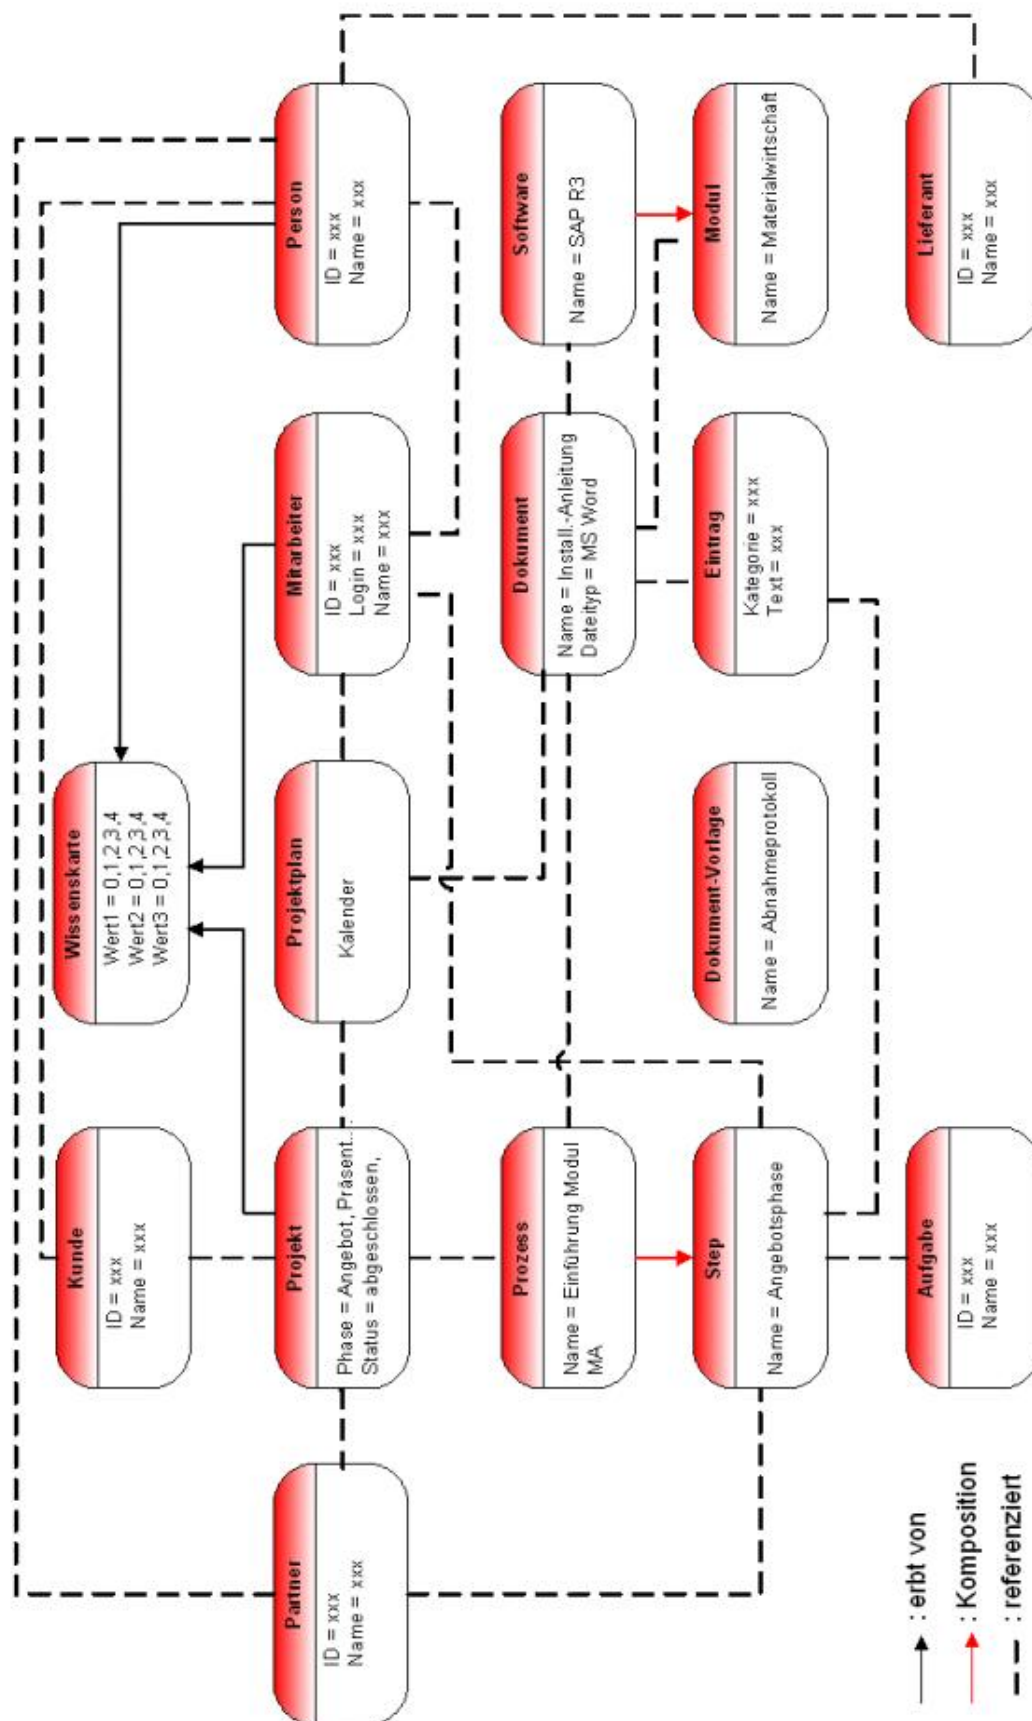 Wissenskarte
Wert1 = 0,1,2,3,4
Wert2 = 0,1,2,3,4
Wert3 = 0,1,2,3,4
Kunde
ID = xxx
Name = xxx
Partner
ID = xxx
Name = xxx
Projekt
Phase = Angebot, Präsent...
Status = abgeschlossen,
Projektplan
Kalender
Mitarbeiter
ID = xxx
Login = xxx
Name = xxx
Person
ID = xxx
Name = xxx
Prozess
Name = Einführung Modul
MA
Dokument
Name = Install.-Anleitung
Dateityp = MS Word
Software
Name = SAP R3
Step
Name = Angebotsphase
Dokument-Vorlage
Name = Abnahmeprotokoll
Eintrag
Kategorie = xxx
Text = xxx
Modul
Name = Materialwirtschaft
Aufgabe
ID = xxx
Name = xxx
Lieferant
ID = xxx
Name = xxx
: erbt von
: Komposition
: referenziert